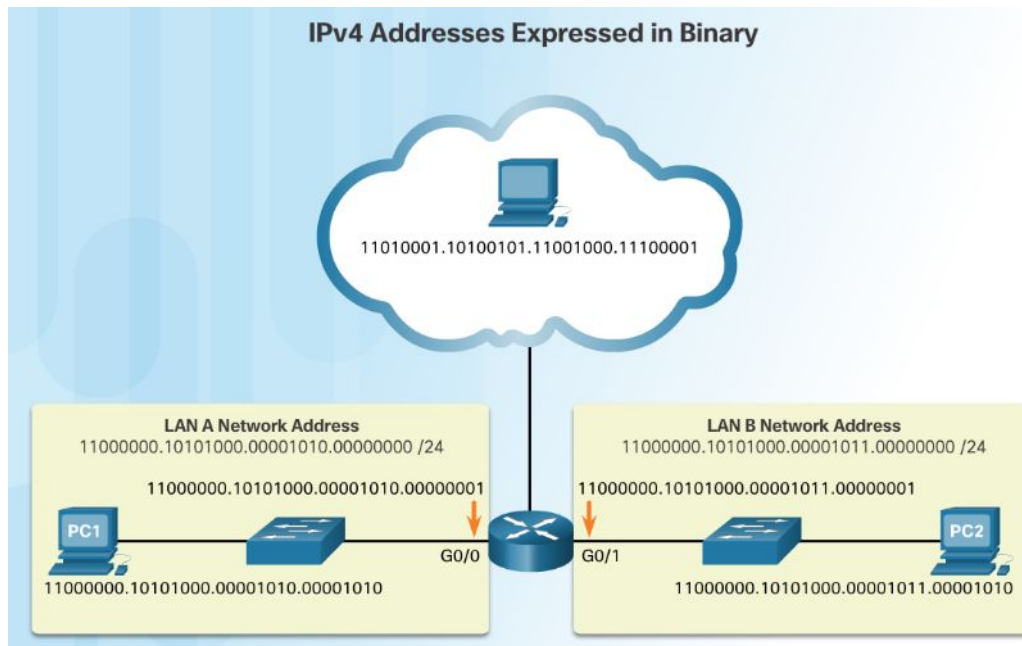 IPv4 Addresses Expressed in Binary
11010001.10100101.11001000.11100001
LAN A Network Address
11000000.10101000.00001010.00000000 /24
11000000.10101000.00001010.00000001
PC1
G0/0
11000000.10101000.00001010.00001010
LAN B Network Address
11000000.10101000.00001011.00000000 /24
11000000.10101000.00001011.00000001
G0/1
PC2
11000000.10101000.00001011.00001010